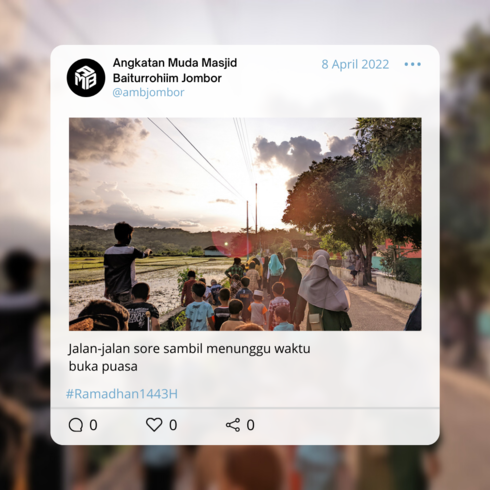 Angkatan Muda Masjid
Baiturrohiim Jombor
@ambjombor
8 April 2022
Jalan-jalan sore sambil menunggu waktu
buka puasa
#Ramadhan1443H
0 0 0